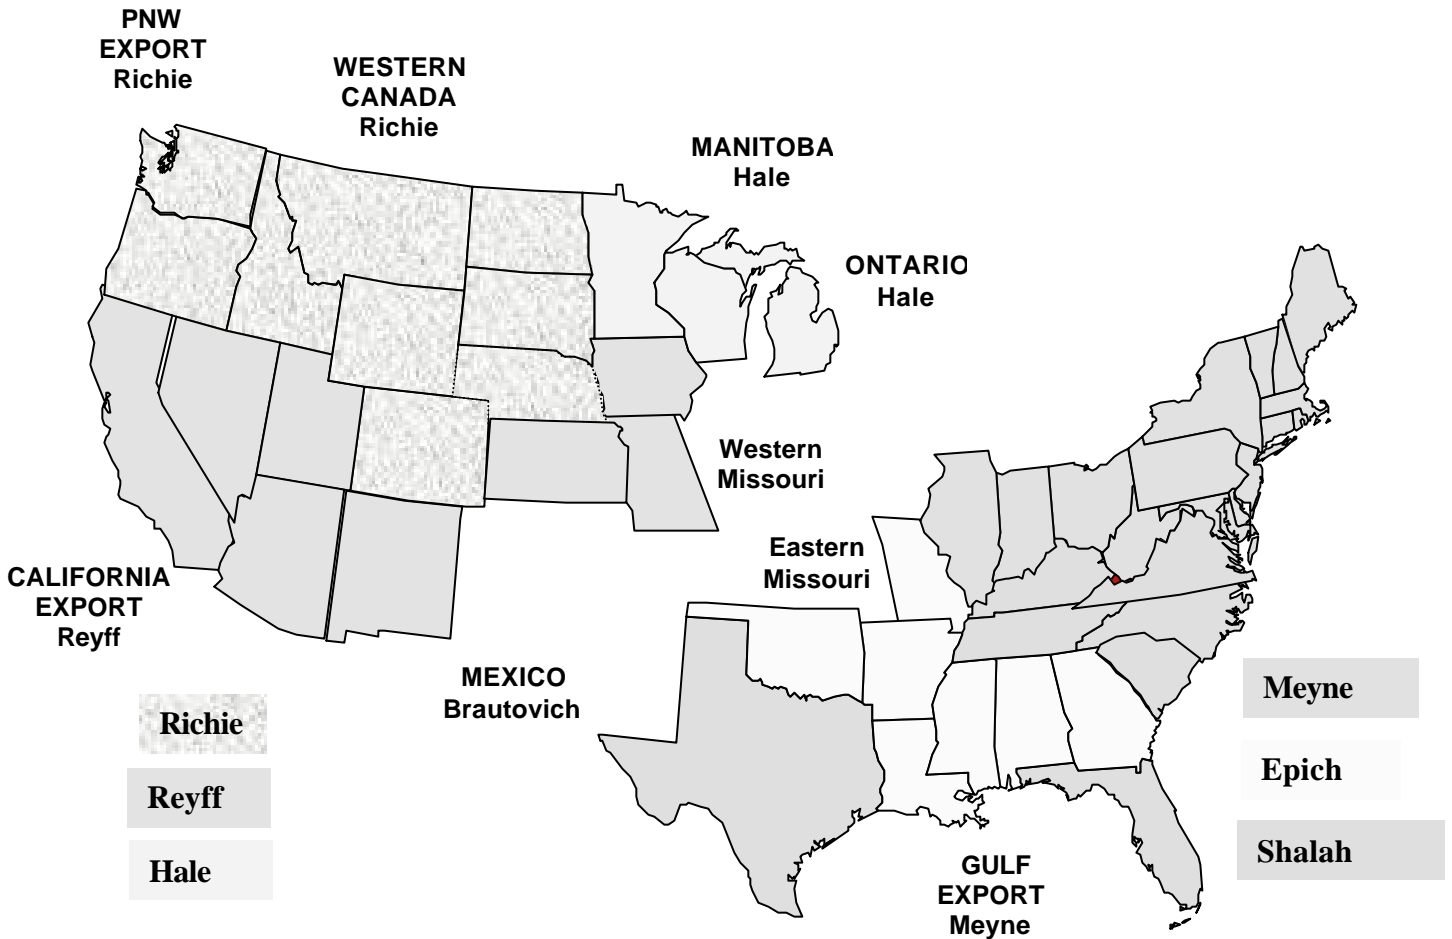 PNW
EXPORT
Richie
WESTERN
CANADA
Richie
MANITOBA
Hale
ONTARIO
Hale
Western
Missouri
Eastern
Missouri
CALIFORNIA
EXPORT
Reyff
MEXICO
Brautovich
GULF
EXPORT
Meyne
Richie
Reyff
Hale
Meyne
Epich
Shalah